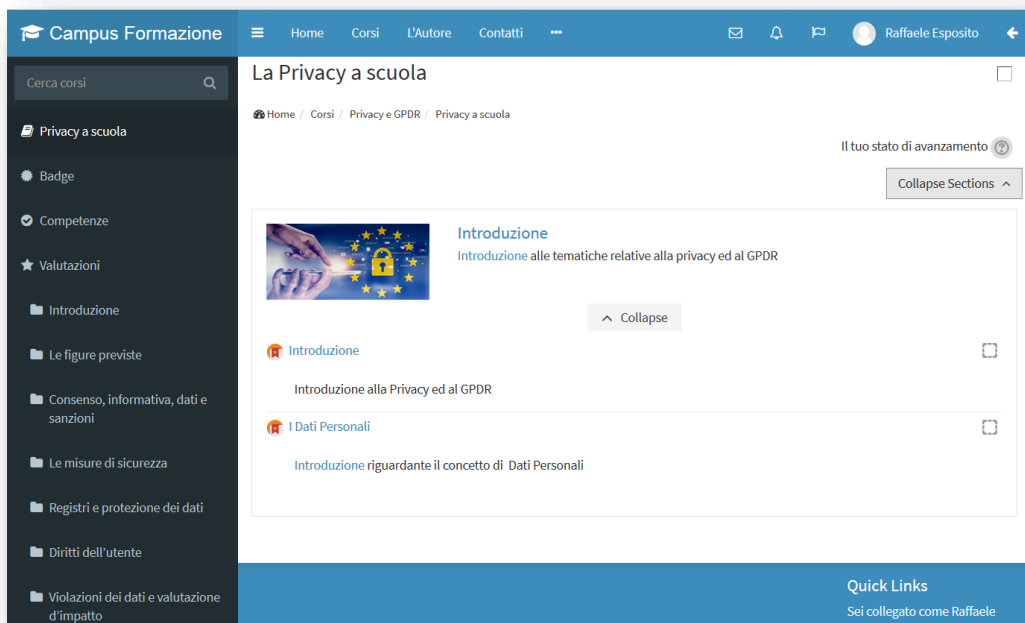 Campus Formazione
Home Corsi L'Autore Contatti
Raffaele Esposito
Cerca corsi
Privacy a scuola
Badge
Competenze
Valutazioni
Introduzione
Le figure previste
Consenso, informativa, dati e
sanzioni
Le misure di sicurezza
Registri e protezione dei dati
Diritti dell'utente
Violazioni dei dati e valutazione
d'impatto
La Privacy a scuola
Home / Corsi / Privacy e GPDR / Privacy a scuola
Il tuo stato di avanzamento
Collapse Sections
Introduzione
Introduzione alle tematiche relative alla privacy ed al GPDR
Collapse
Introduzione
Introduzione alla Privacy ed al GPDR
I Dati Personali
Introduzione riguardante il concetto di Dati Personali
Quick Links
Sei collegato come Raffaele